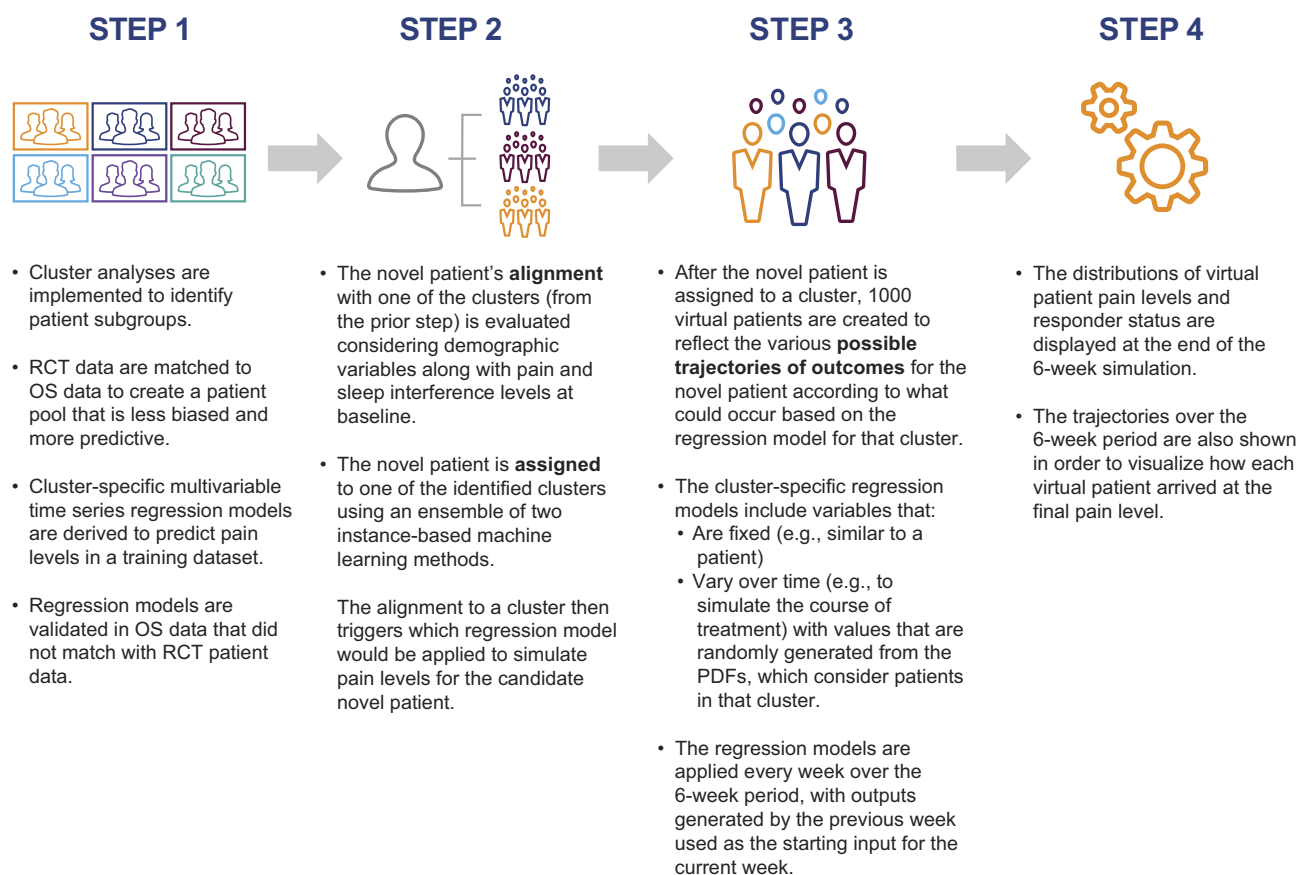 STEP 1
• Cluster analyses are
implemented to identify
patient subgroups.
• RCT data are matched to
OS data to create a patient
pool that is less biased and
more predictive.
• Cluster-specific multivariable
time series regression models
are derived to predict pain
levels in a training dataset.
• Regression models are
validated in OS data that did
not match with RCT patient
data.
STEP 2
• The novel patient’s alignment
with one of the clusters (from
the prior step) is evaluated
considering demographic
variables along with pain and
sleep interference levels at
baseline.
• The novel patient is assigned
to one of the identified clusters
using an ensemble of two
instance-based machine
learning methods.
The alignment to a cluster then
triggers which regression model
would be applied to simulate
pain levels for the candidate
novel patient.
STEP 3
• After the novel patient is
assigned to a cluster, 1000
virtual patients are created to
reflect the various possible
trajectories of outcomes for the
novel patient according to what
could occur based on the
regression model for that cluster.
• The cluster-specific regression
models include variables that:
• Are fixed (e.g., similar to a
patient)
• Vary over time (e.g., to
simulate the course of
treatment) with values that are
randomly generated from the
PDFs, which consider patients
in that cluster.
• The regression models are
applied every week over the
6-week period, with outputs
generated by the previous week
used as the starting input for the
current week.
STEP 4
• The distributions of virtual
patient pain levels and
responder status are
displayed at the end of the
6-week simulation.
• The trajectories over the
6-week period are also shown
in order to visualize how each
virtual patient arrived at the
final pain level.